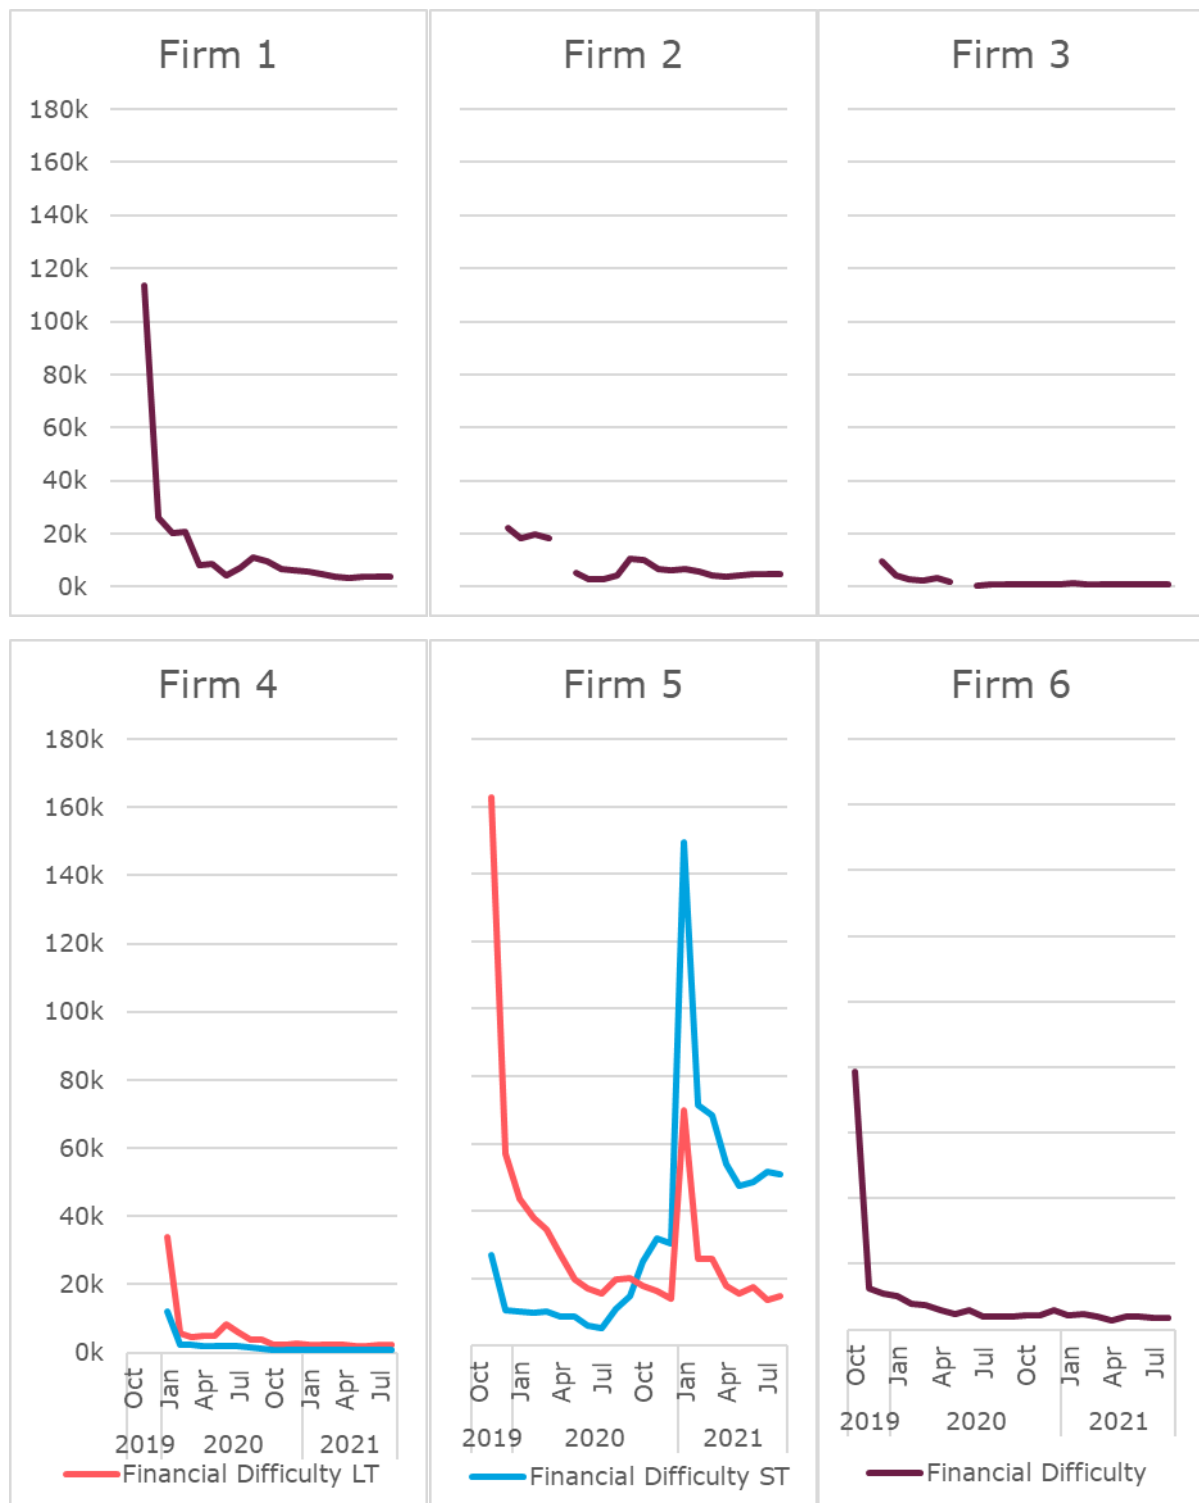 Firm 1 Firm 2 Firm 3
180k
160k
140k
120k
100k
80k
60k
40k
20k
0k
Firm 4 Firm 5 Firm 6
180k
160k
140k
120k
100k
80k
60k
40k
20k
0k
Oct Jan Apr Jul Oct Jan Apr Jul Oct Jan Apr Jul Oct Jan Apr Jul Oct Jan Apr Jul Oct Jan Apr Jul
2019 2020 2021 2019 2020 2021 2019 2020 2021
Financial Difficulty LT Financial Difficulty ST Financial Difficulty